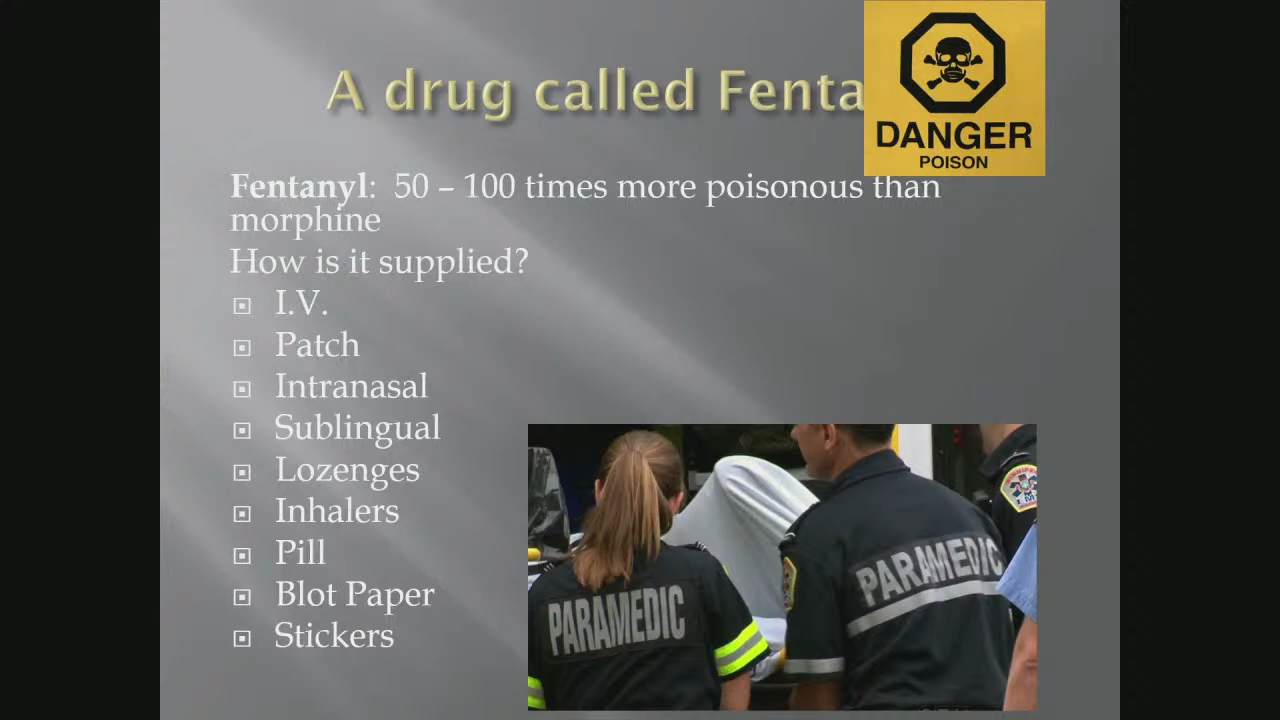 A drug called Fenta
DANGER
POISON
Fentanyl:  50 – 100 times more poisonous than
morphine
How is it supplied?
I.V.
Patch
Intranasal
Sublingual
Lozenges
Inhalers
Pill
Blot Paper
Stickers
PARAMEDIC
PARAMEDIC